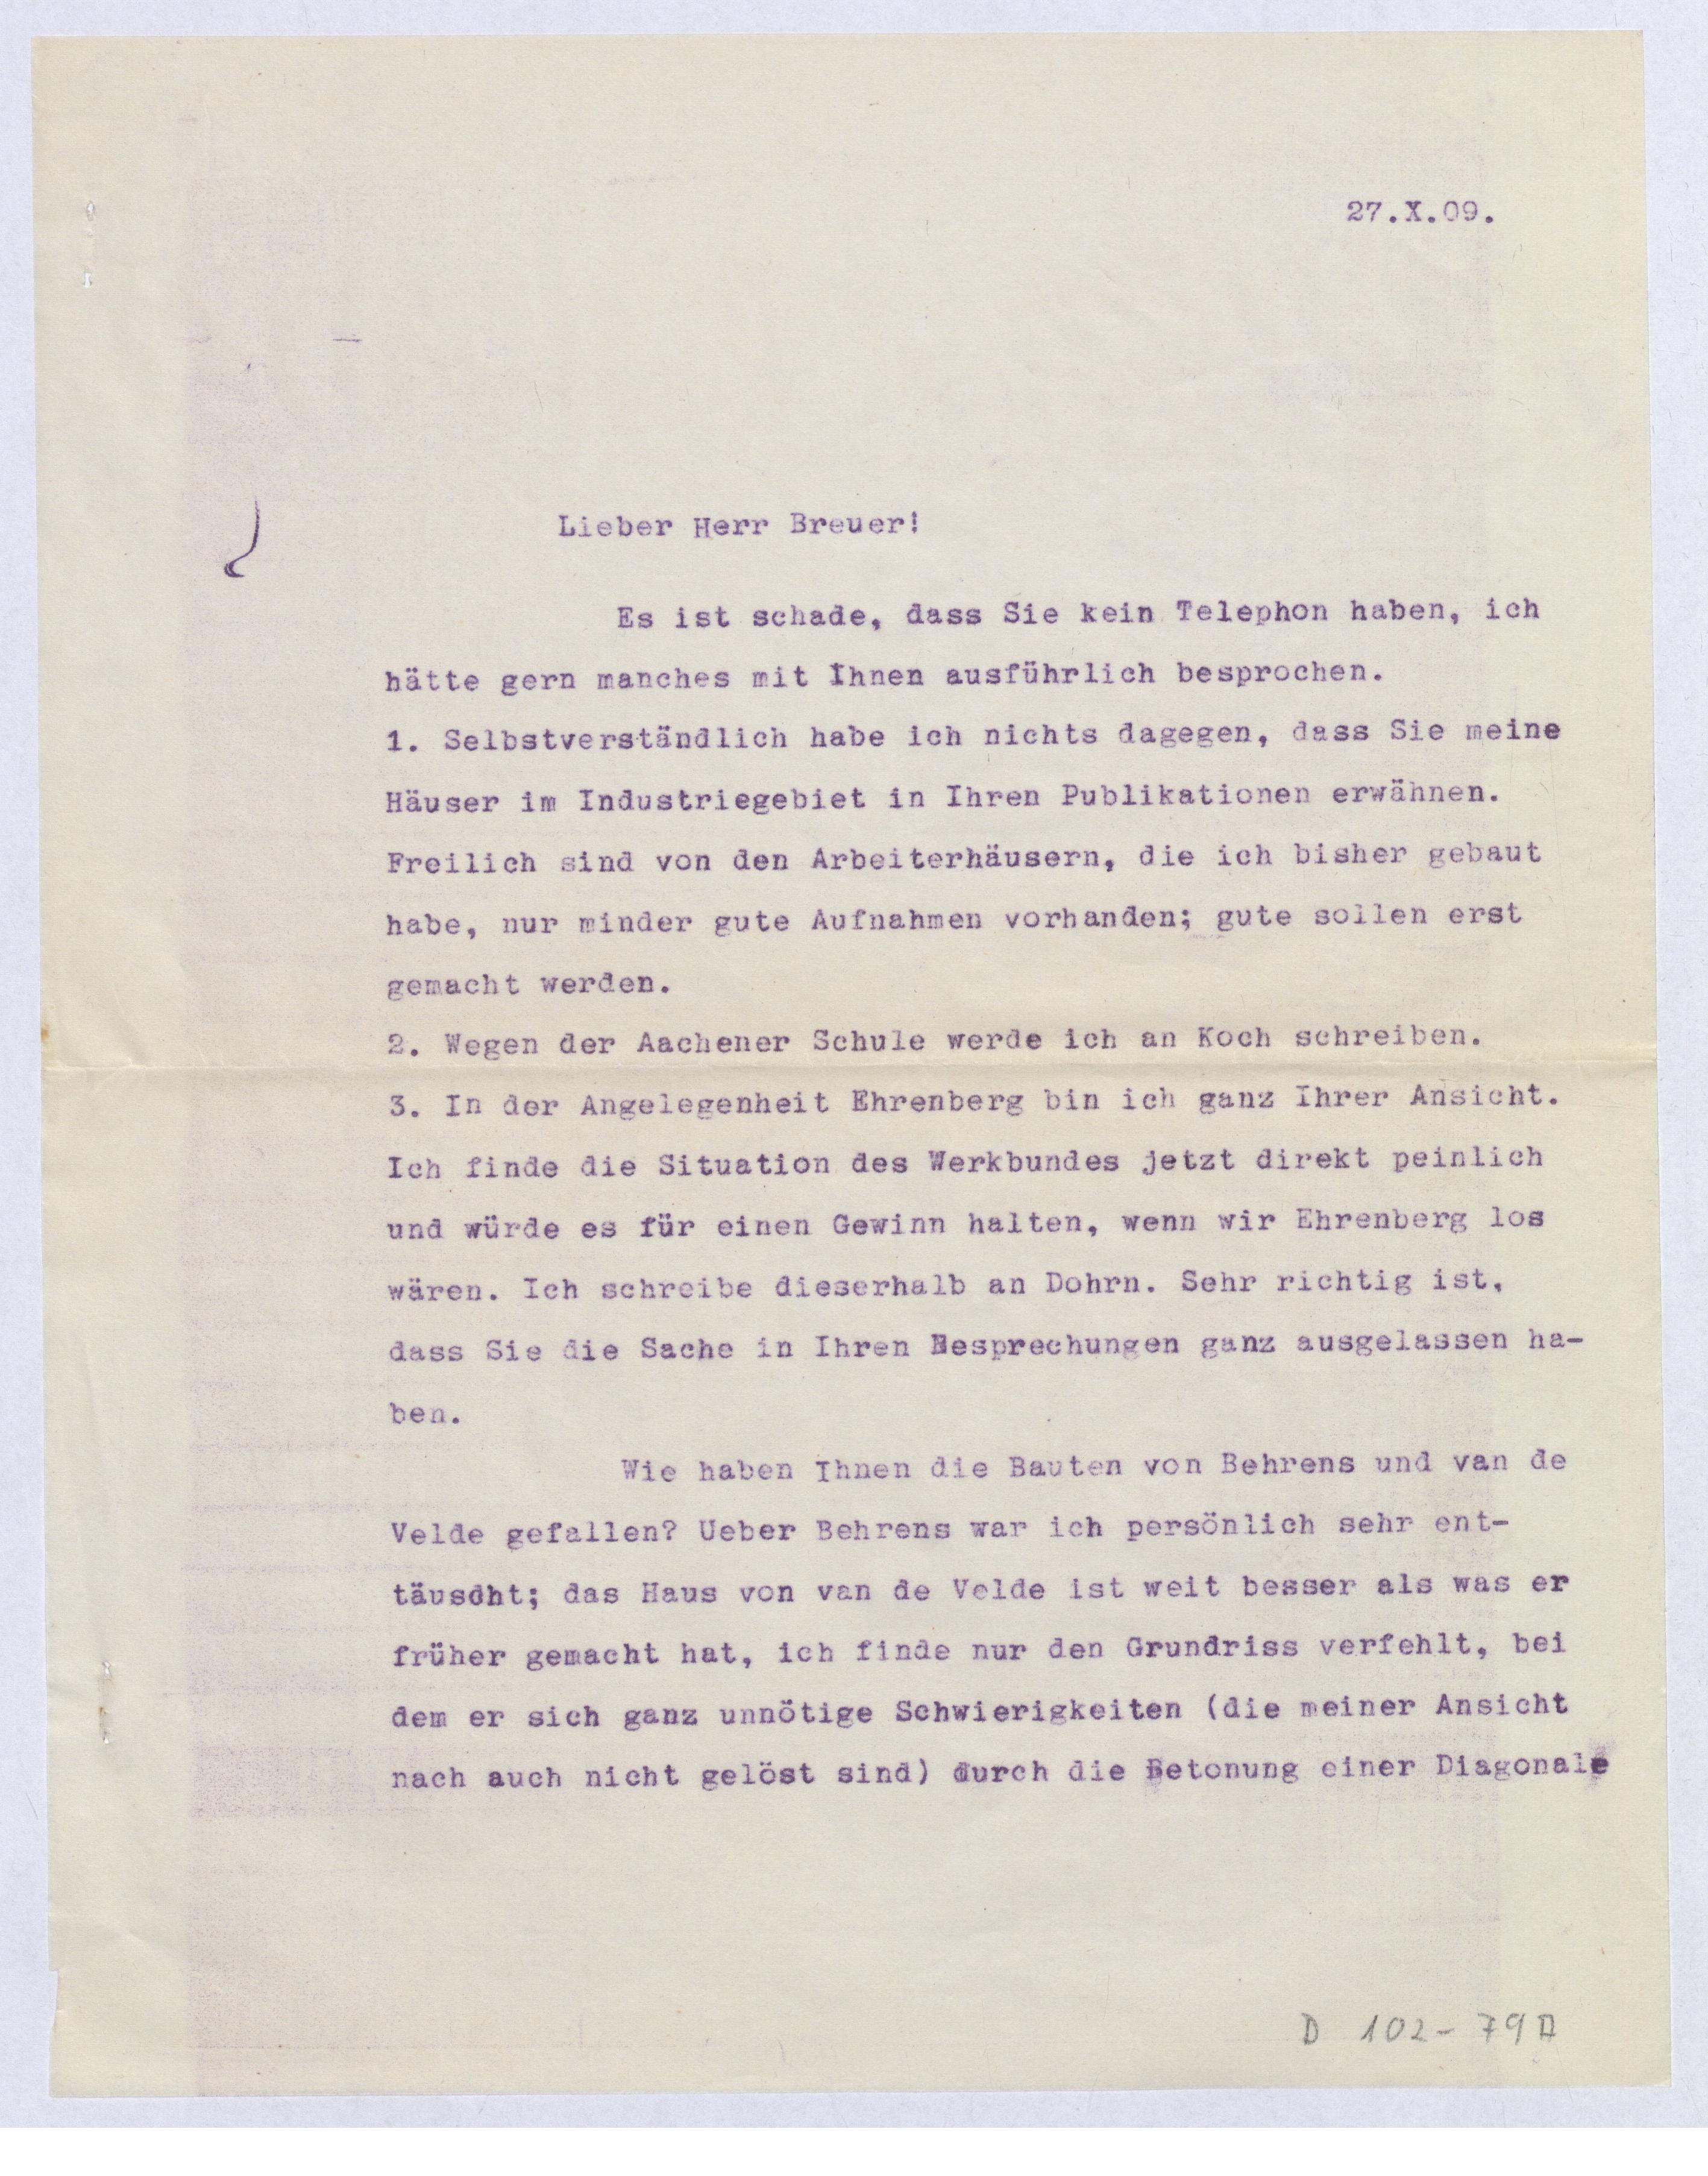 27.X.09.
Lieber Herr Breuer!
Es ist schade, dass Sie kein Telephon haben, ich
hätte gern manches mit Ihnen ausführlich besprochen.
1. Selbstverständlich habe ich nichts dagegen, dass Sie meine
Häuser im Industriegebiet in Ihren Publikationen erwähnen.
Freilich sind von den Arbeiterhäusern, die ich bisher gebaut
habe, nur minder gute Aufnahmen vorhanden; gute sollen erst
gemacht werden.
2. Wegen der Aachener Schule werde ich an Koch schreiben.
3. In der Angelegenheit Ehrenberg bin ich ganz Ihrer Ansicht.
Ich finde die Situation des Werkbundes jetzt direkt peinlich
und würde es für einen Gewinn halten, wenn wir Ehrenberg los
wären. Ich schreibe dieserhalb an Dohrn. Sehr richtig ist,
dass Sie die Sache in Ihren Besprechungen ganz ausgelassen ha-
ben.
Wie haben Ihnen die Bauten von Behrens und van de
Velde gefallen? Ueber Behrens war ich persönlich sehr ent-
täuscht; das Haus von van de Velde ist weit besser als was er
früher gemacht hat, ich finde nur den Grundriss verfehlt, bei
dem er sich ganz unnötige Schwierigkeiten (die meiner Ansicht
nach auch nicht gelöst sind) durch die Betonung einer Diagonale
D 102-79